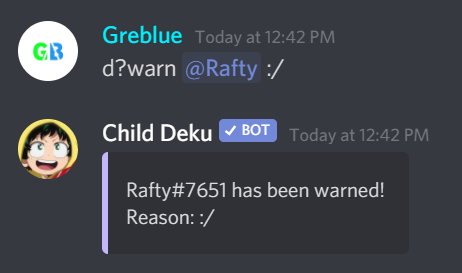 GB
Greblue Today at 12:42 PM
d?warn @Rafty :/
Child Deku BOT Today at 12:42 PM
Rafty#7651 has been warned!
Reason: :/